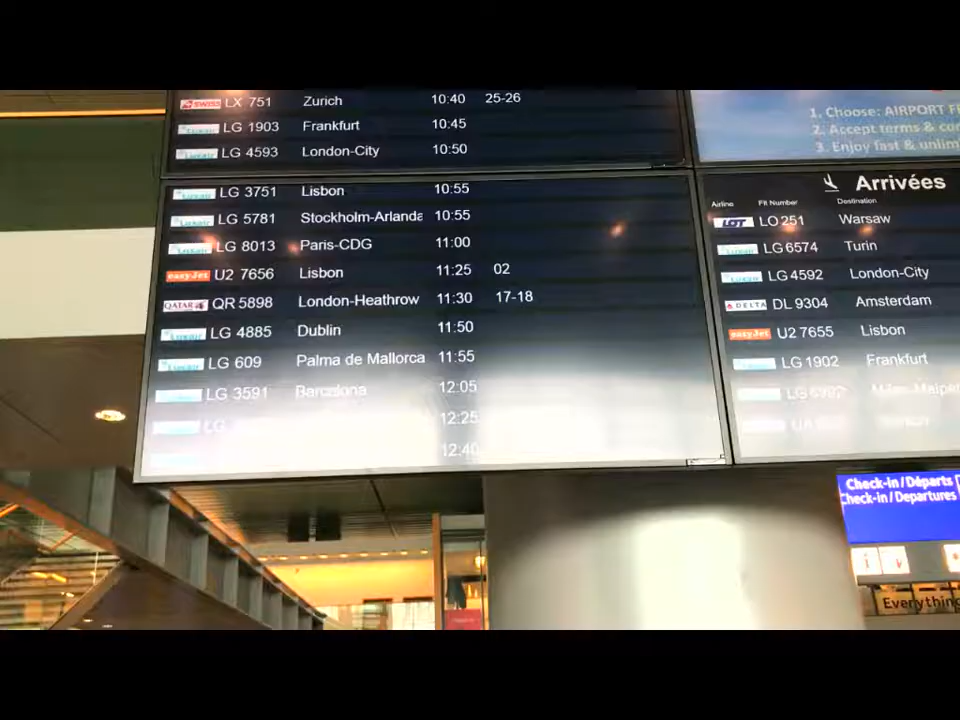 SWISS LX 751 Zurich 10:40 25-26
Luxair LG 1903 Frankfurt 10:45
Luxair LG 4593 London-City 10:50
Luxair LG 3751 Lisbon 10:55
Luxair LG 5781 Stockholm-Arlanda 10:55
Luxair LG 8013 Paris-CDG 11:00
easyJet U2 7656 Lisbon 11:25 02
QATAR QR 5898 London-Heathrow 11:30 17-18
Luxair LG 4885 Dublin 11:50
Luxair LG 609 Palma de Mallorca 11:55
Luxair LG 3591 Barcelona 12:05
LG 12:25
12:40
1. Choose: AIRPORT
2. Accept terms &
3. Enjoy fast &
Arrivées
Airline Flt Number Destination
LOT LO 251 Warsaw
Luxair LG 6574 Turin
Luxair LG 4592 London-City
DELTA DL 9304 Amsterdam
easyJet U2 7655 Lisbon
Luxair LG 1902 Frankfurt
Check-in / Départs
Check-in / Departures
1
Everything